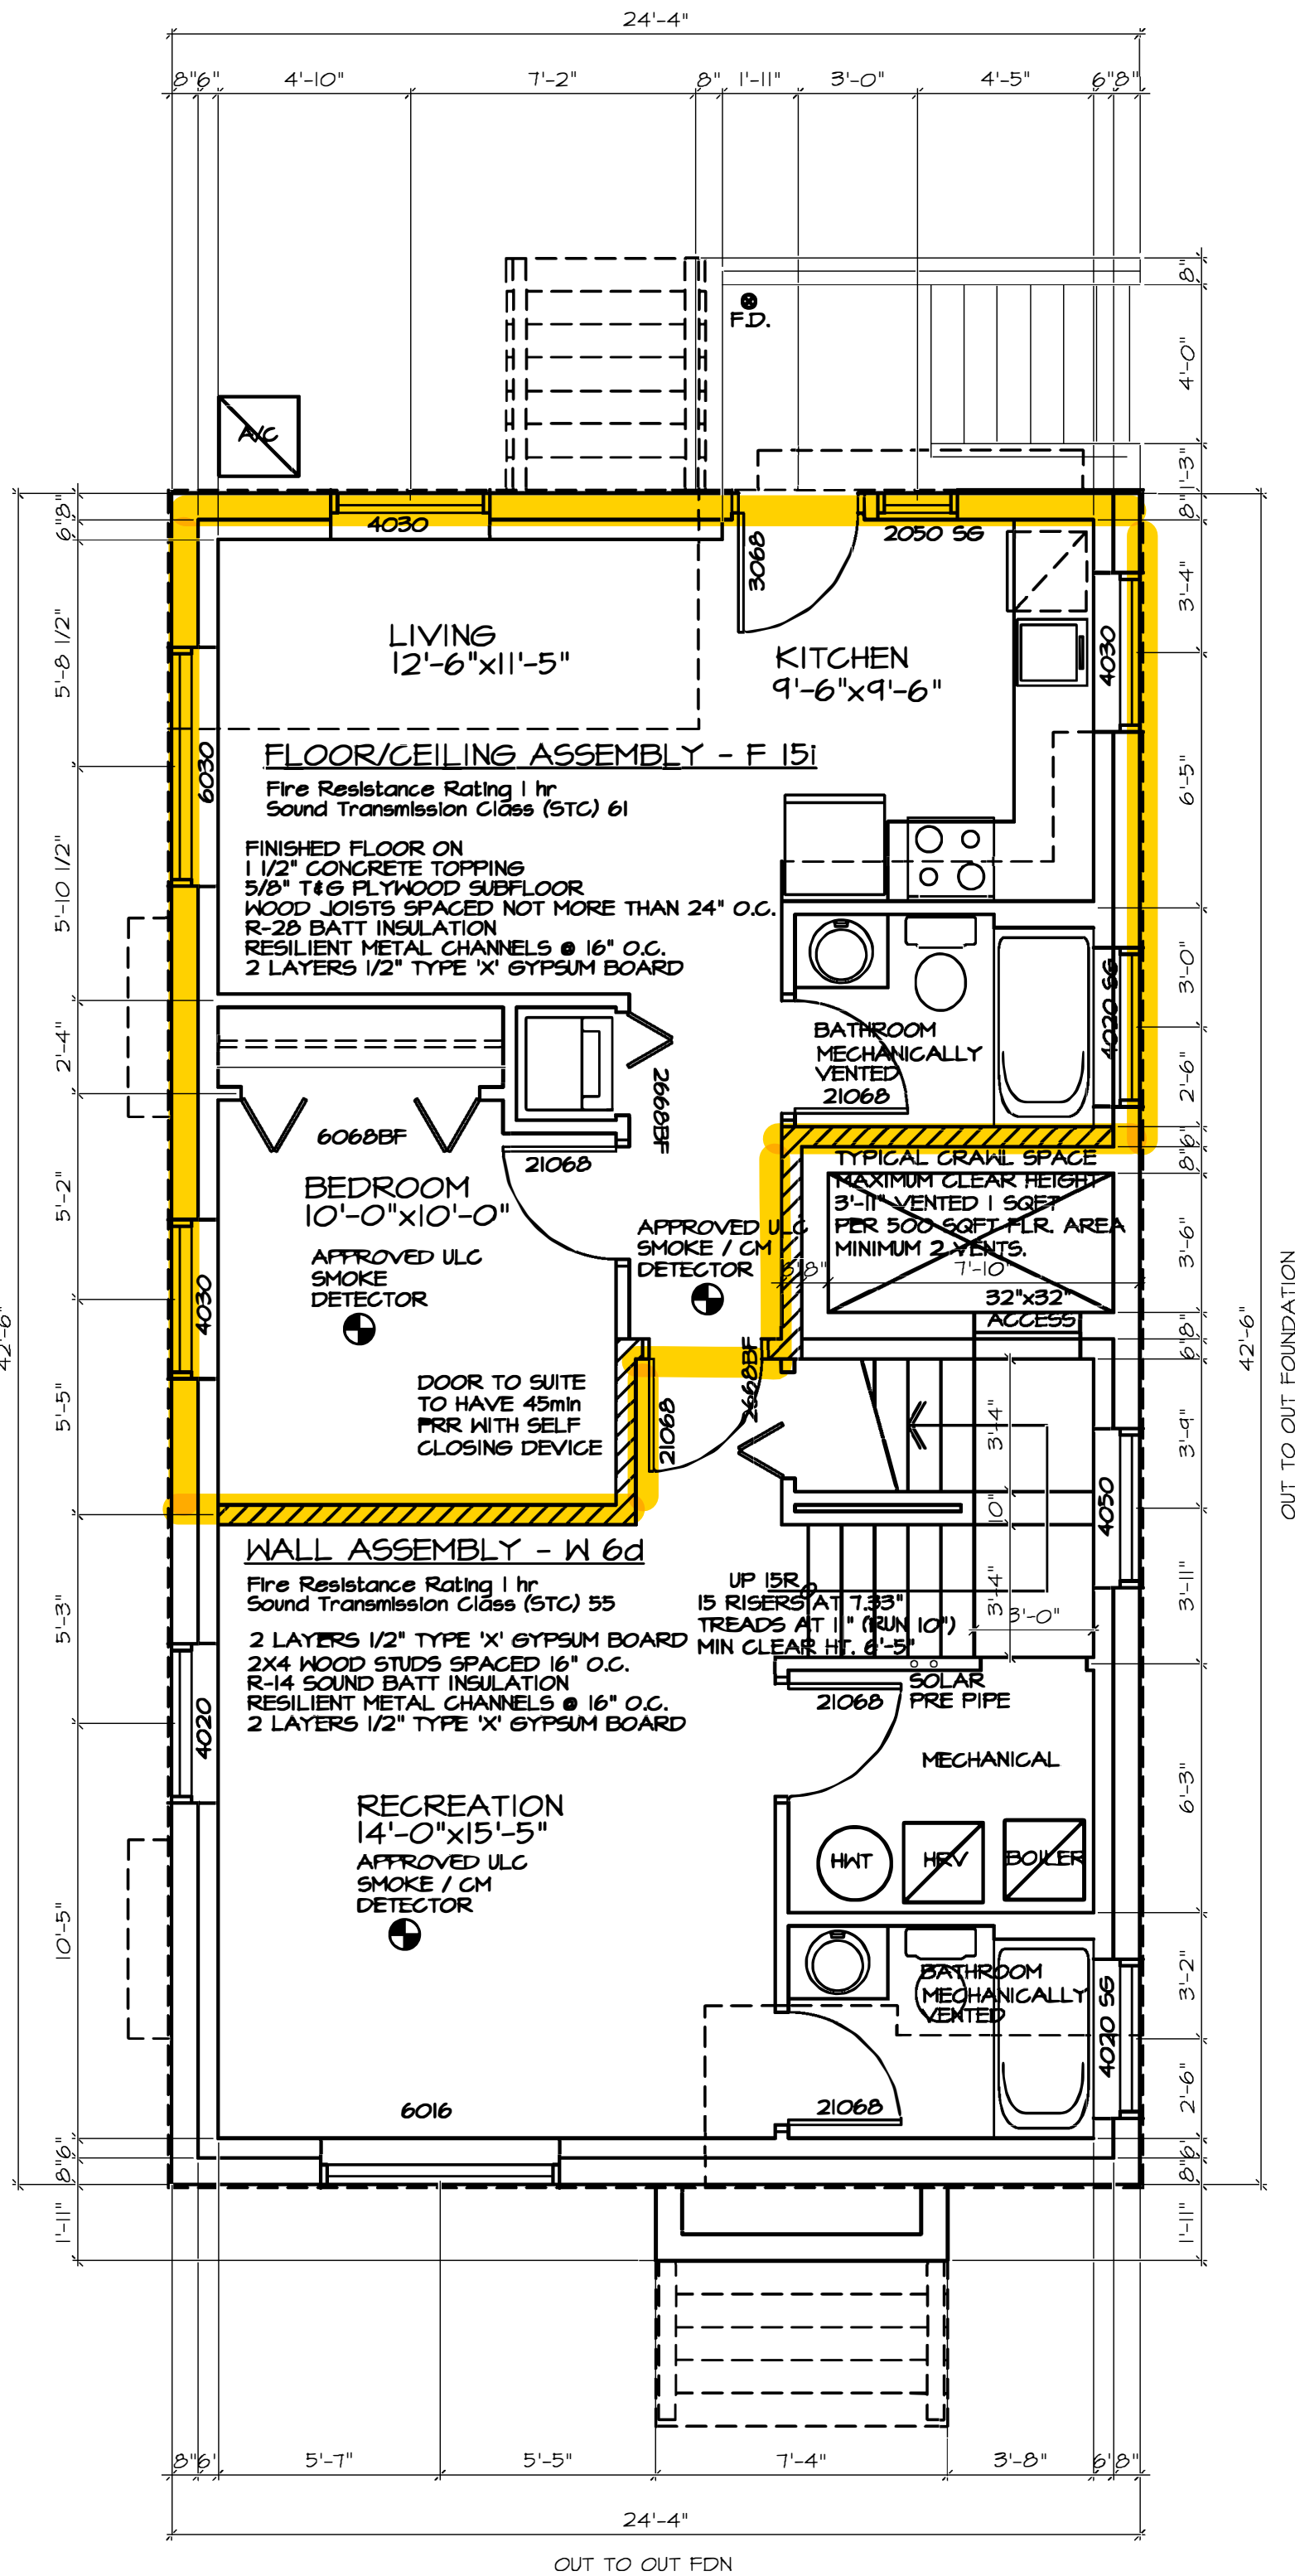 24'-4"
8" 6" 4'-10" 7'-2" 8" 1'-11" 3'-0" 4'-5" 6" 8"
8"
F.D.
4'-0"
A/C
1'-3"
6" 8"
8"
4030
2050 SG
3068
3'-4"
5'-8 1/2"
LIVING
12'-6"x11'-5"
KITCHEN
9'-6"x9'-6"
4030
6030
FLOOR/CEILING ASSEMBLY - F 15i
Fire Resistance Rating 1 hr
Sound Transmission Class (STC) 61
6'-5"
FINISHED FLOOR ON
1 1/2" CONCRETE TOPPING
5/8" T&G PLYWOOD SUBFLOOR
WOOD JOISTS SPACED NOT MORE THAN 24" O.C.
R-28 BATT INSULATION
RESILIENT METAL CHANNELS @ 16" O.C.
2 LAYERS 1/2" TYPE 'X' GYPSUM BOARD
5'-10 1/2"
3'-0"
4020 SG
BATHROOM
MECHANICALLY
VENTED
21068
2'-4"
2'-6"
2668BF
6068BF
21068
8" 6"
TYPICAL CRAWL SPACE
MAXIMUM CLEAR HEIGHT
3'-11" VENTED 1 SQFT
PER 500 SQFT FLR. AREA
MINIMUM 2 VENTS.
BEDROOM
10'-0"x10'-0"
5'-2"
APPROVED ULC
SMOKE / CM
DETECTOR
3'-6"
APPROVED ULC
SMOKE
DETECTOR
8"
7'-10"
4030
32"x32"
ACCESS
42'-6"
42'-6"
OUT TO OUT FOUNDATION
6" 8"
2668BF
DOOR TO SUITE
TO HAVE 45min
FRR WITH SELF
CLOSING DEVICE
21068
5'-5"
3'-4"
3'-9"
10"
4050
WALL ASSEMBLY - W 6d
Fire Resistance Rating 1 hr
Sound Transmission Class (STC) 55
UP 15R
15 RISERS AT 7.33"
TREADS AT 11" (RUN 10")
MIN CLEAR HT. 6'-5"
3'-4"
3'-0"
3'-11"
5'-3"
2 LAYERS 1/2" TYPE 'X' GYPSUM BOARD
2X4 WOOD STUDS SPACED 16" O.C.
R-14 SOUND BATT INSULATION
RESILIENT METAL CHANNELS @ 16" O.C.
2 LAYERS 1/2" TYPE 'X' GYPSUM BOARD
SOLAR
PRE PIPE
21068
4020
MECHANICAL
6'-3"
RECREATION
14'-0"x15'-5"
APPROVED ULC
SMOKE / CM
DETECTOR
HWT
HRV
BOILER
10'-5"
BATHROOM
MECHANICALLY
VENTED
3'-2"
4020 SG
2'-6"
6016
21068
8" 6"
8" 6'
1'-11"
1'-11"
8" 6' 5'-7" 5'-5" 7'-4" 3'-8" 6' 8"
24'-4"
OUT TO OUT FDN